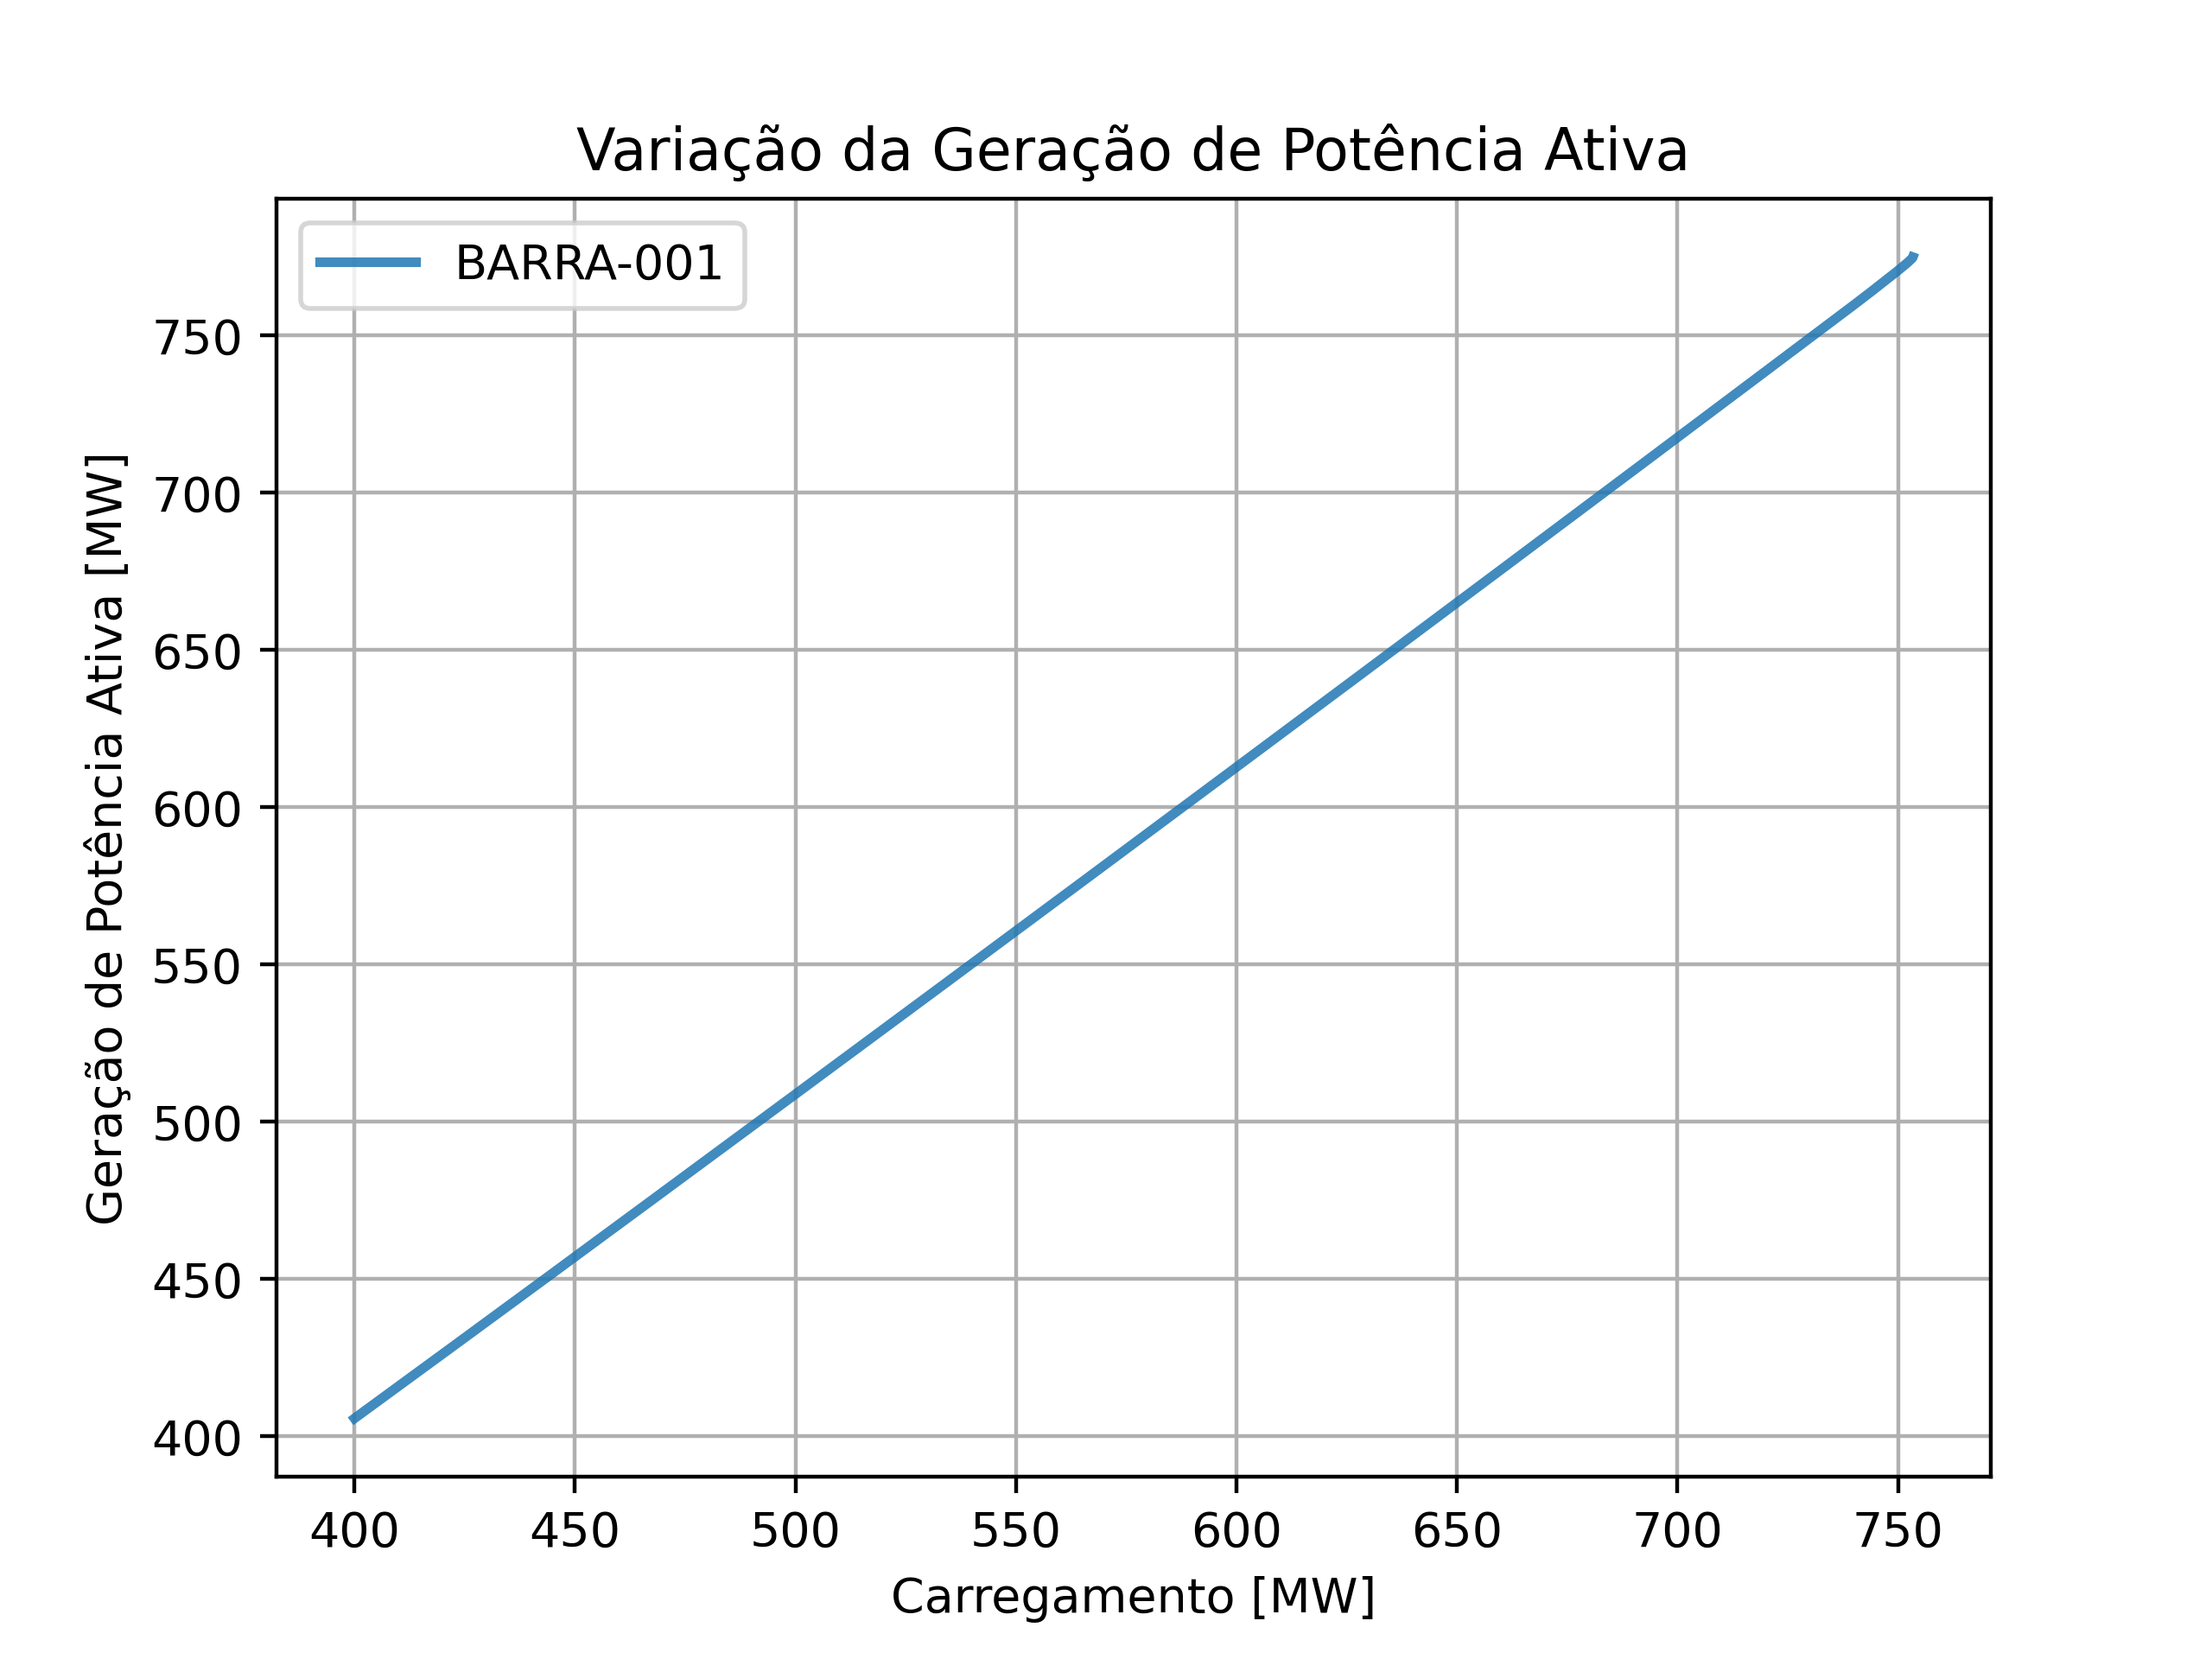 Variação da Geração de Potência Ativa
BARRA-001
Geração de Potência Ativa [MW]
750
700
650
600
550
500
450
400
400 450 500 550 600 650 700 750
Carregamento [MW]